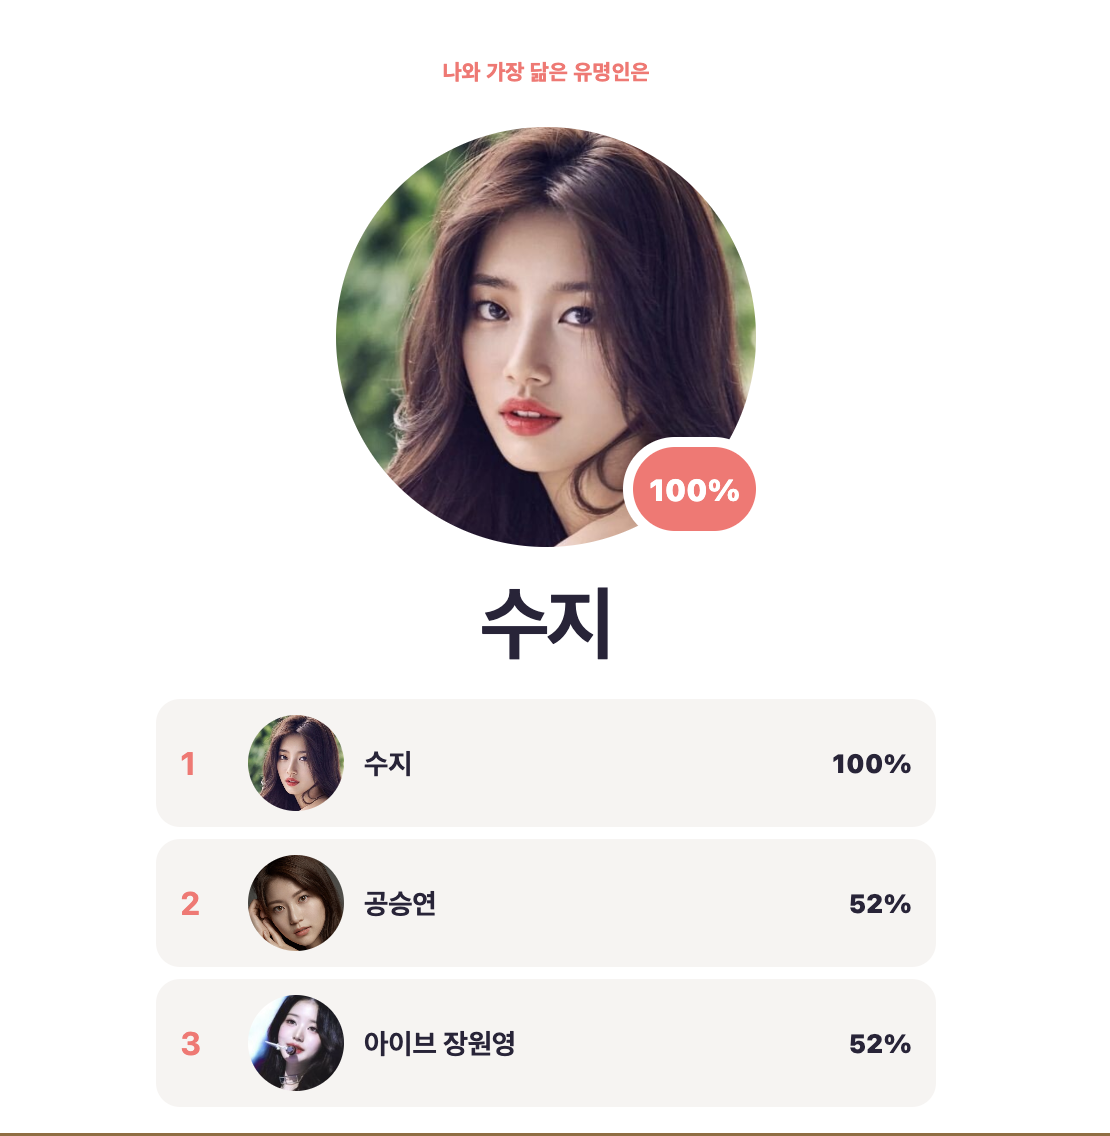 나와 가장 닮은 유명인은
100%
수지
1 수지 100%
2 공승연 52%
3 아이브 장원영 52%